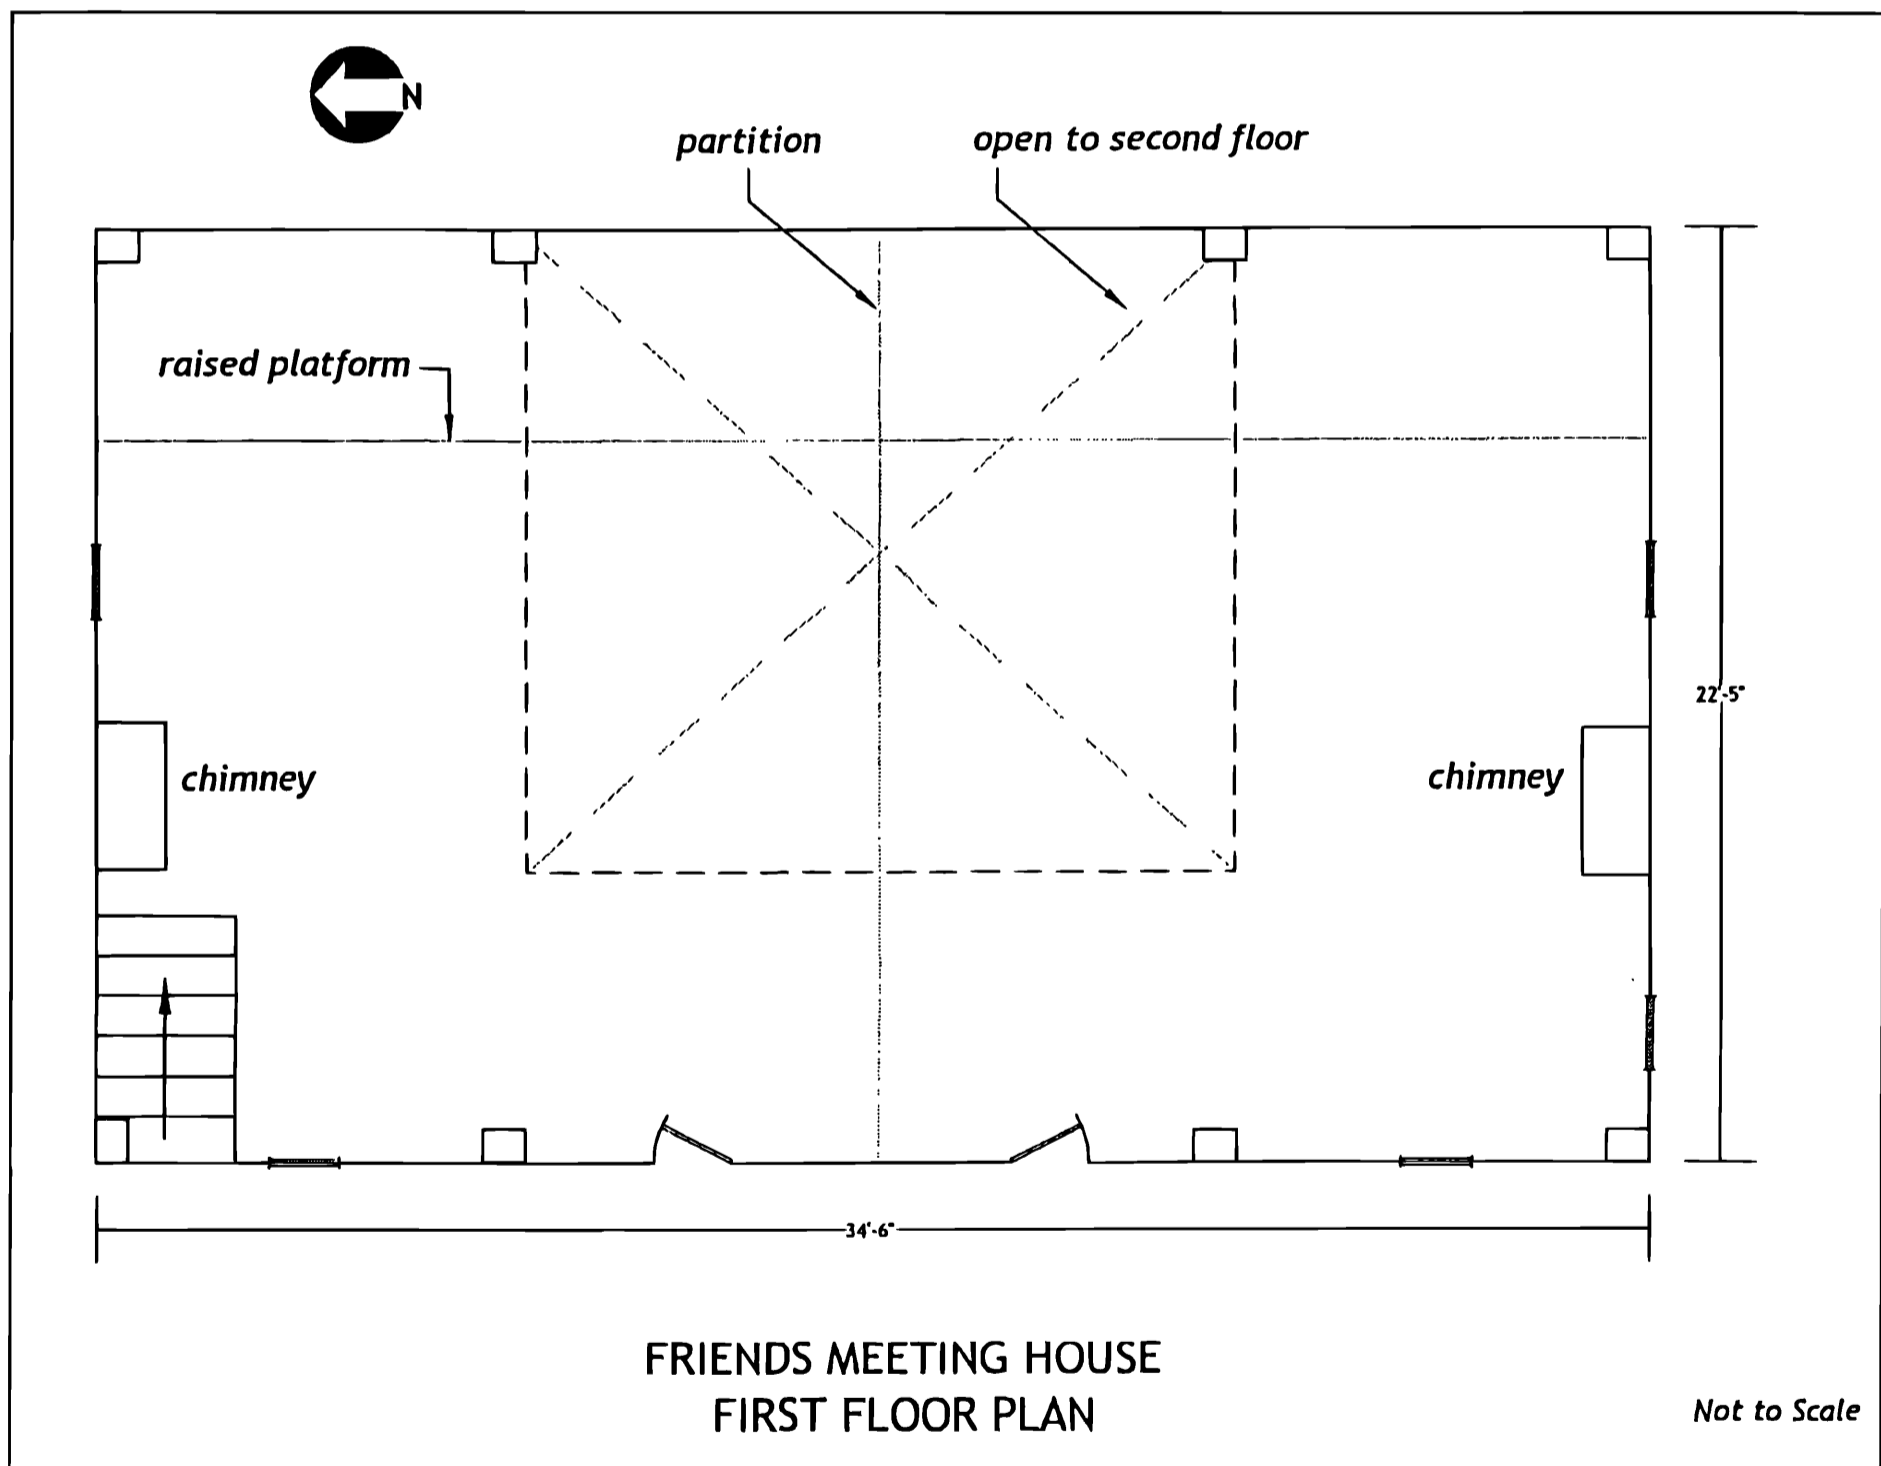 N
partition
open to second floor
raised platform
22'-5"
chimney
chimney
34'-6"
FRIENDS MEETING HOUSE
FIRST FLOOR PLAN
Not to Scale